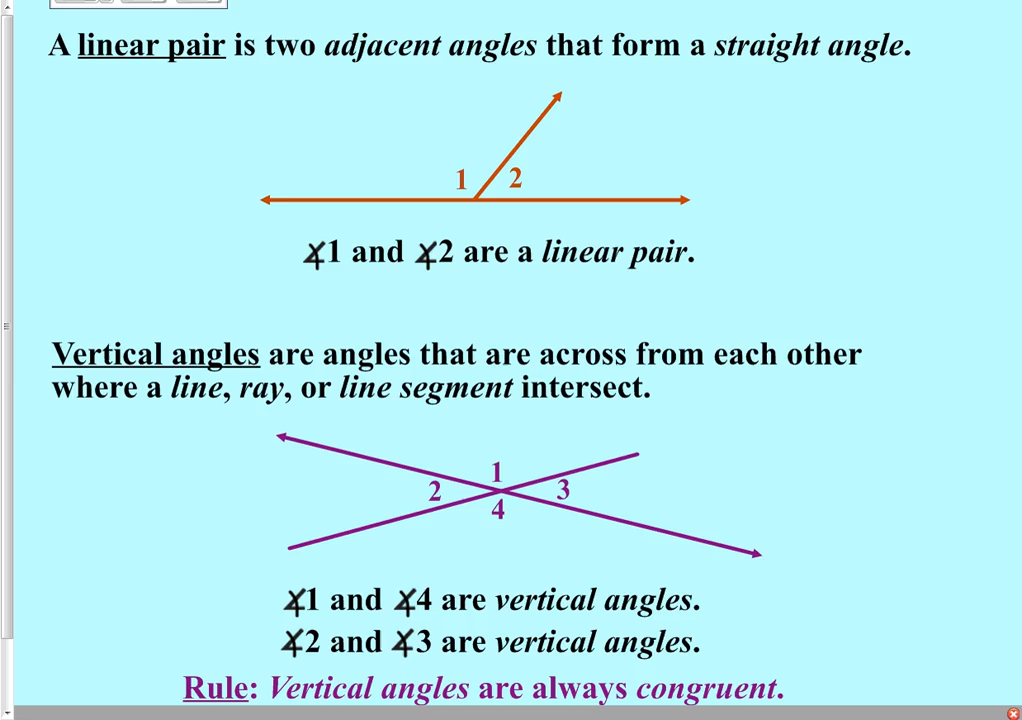 A linear pair is two adjacent angles that form a straight angle.
1 2
∡1 and ∡2 are a linear pair.
Vertical angles are angles that are across from each other
where a line, ray, or line segment intersect.
1
2 3
4
∡1 and ∡4 are vertical angles.
∡2 and ∡3 are vertical angles.
Rule: Vertical angles are always congruent.